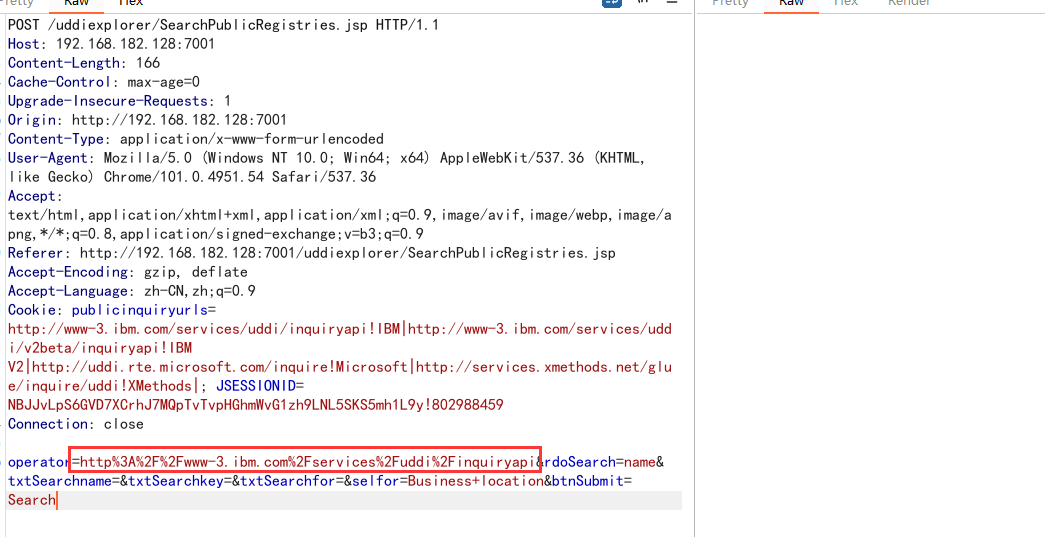 Pretty Raw Hex Pretty Raw Hex Render
POST /uddiexplorer/SearchPublicRegistries.jsp HTTP/1.1
Host: 192.168.182.128:7001
Content-Length: 166
Cache-Control: max-age=0
Upgrade-Insecure-Requests: 1
Origin: http://192.168.182.128:7001
Content-Type: application/x-www-form-urlencoded
User-Agent: Mozilla/5.0 (Windows NT 10.0; Win64; x64) AppleWebKit/537.36 (KHTML,
like Gecko) Chrome/101.0.4951.54 Safari/537.36
Accept:
text/html,application/xhtml+xml,application/xml;q=0.9,image/avif,image/webp,image/a
png,*/*;q=0.8,application/signed-exchange;v=b3;q=0.9
Referer: http://192.168.182.128:7001/uddiexplorer/SearchPublicRegistries.jsp
Accept-Encoding: gzip, deflate
Accept-Language: zh-CN,zh;q=0.9
Cookie: publicinquiryurls=
http://www-3.ibm.com/services/uddi/inquiryapi!IBM|http://www-3.ibm.com/services/udd
i/v2beta/inquiryapi!IBM
V2|http://uddi.rte.microsoft.com/inquire!Microsoft|http://services.xmethods.net/glu
e/inquire/uddi!XMethods|; JSESSIONID=
NBJJvLpS6GVD7XCrhJ7MQpTvTvpHGhmWvG1zh9LNL5SKS5mh1L9y!802988459
Connection: close
operator=http%3A%2F%2Fwww-3.ibm.com%2Fservices%2Fuddi%2Finquiryapi&rdoSearch=name&
txtSearchname=&txtSearchkey=&txtSearchfor=&selfor=Business+location&btnSubmit=
Search